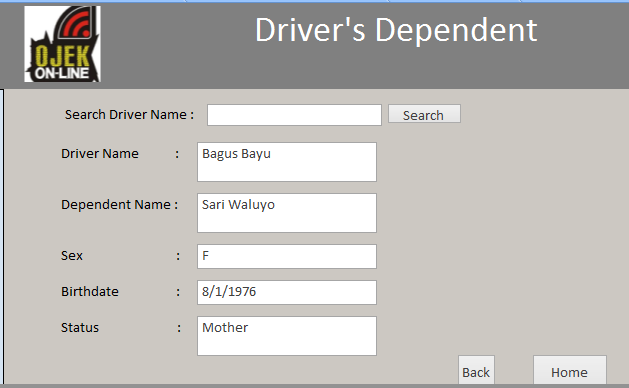 OJEK
ON-LINE
Driver's Dependent
Search Driver Name :
Search
Driver Name : Bagus Bayu
Dependent Name : Sari Waluyo
Sex : F
Birthdate : 8/1/1976
Status : Mother
Back Home